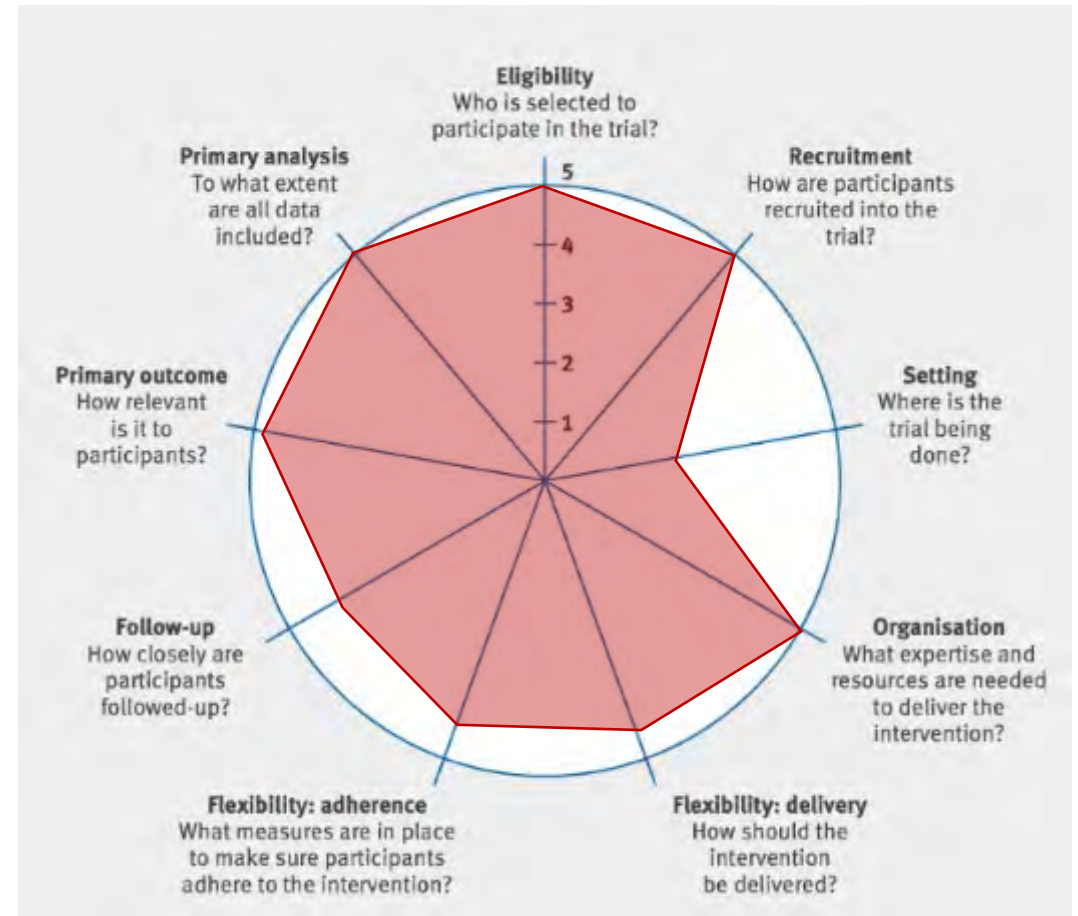 Eligibility
Who is selected to
participate in the trial?
Primary analysis
To what extent
are all data
included?
Recruitment
How are participants
recruited into the
trial?
5
4
3
2
1
Primary outcome
How relevant
is it to
participants?
Setting
Where is the
trial being
done?
Follow-up
How closely are
participants
followed-up?
Organisation
What expertise and
resources are needed
to deliver the
intervention?
Flexibility: adherence
What measures are in place
to make sure participants
adhere to the intervention?
Flexibility: delivery
How should the
intervention
be delivered?